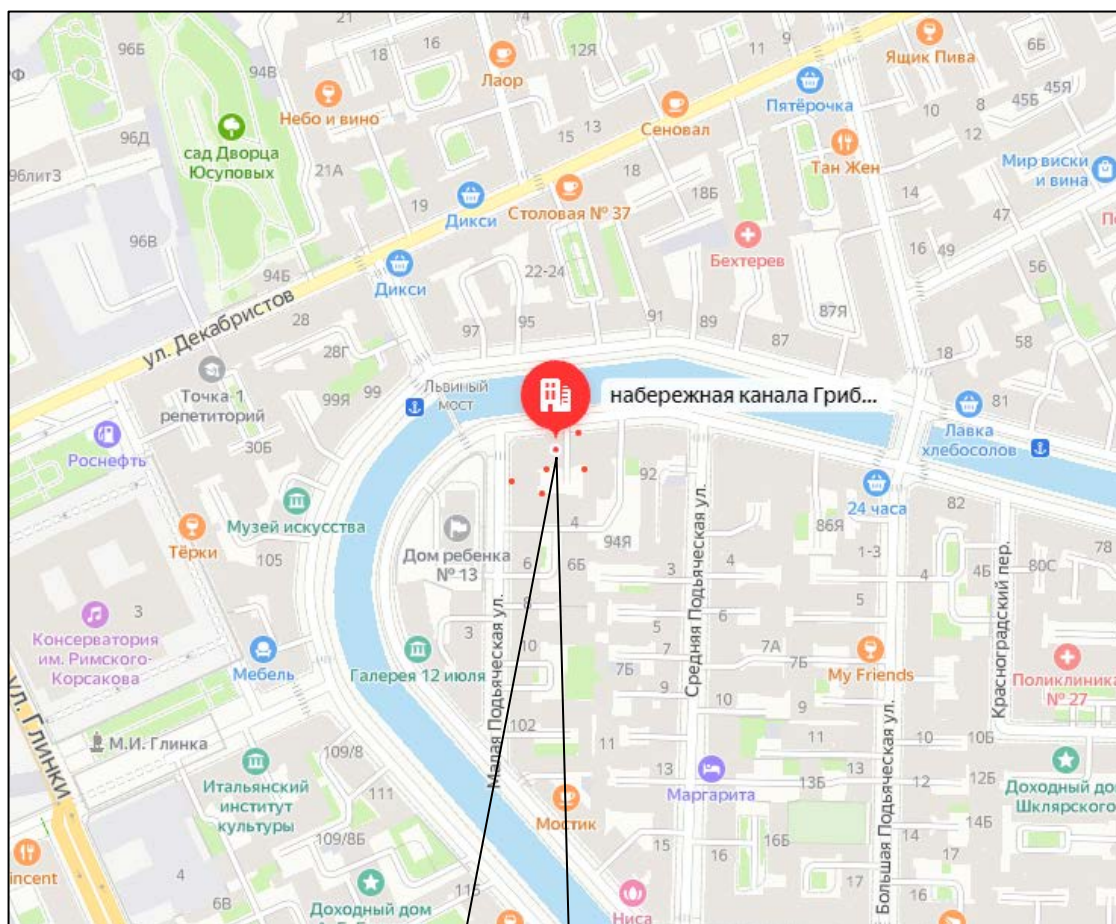 21
74
96Б
18
16
12Я
11
9
Ящик Пива
6Б
РФ
94В
Лаор
Пятёрочка
45Я
96Б
Небо и вино
10
8
45Б
96Д
15
13
Сеновал
12
сад Дворца
Юсуповых
Тан Жен
Мир виски
и вина
96литЗ
21А
18
19
18Б
14
Дикси
Столовая № 37
47
96В
Бехтерев
16
49
94Б
Дикси
22-24
56
ул. Декабристов
28
97
95
91
89
87Я
87
58
28Г
18
99
Львиный
мост
набережная канала Гриб...
81
Точка-1
репетиторий
99Я
Лавка
хлебосолов
Роснефть
30Б
92
24 часа
82
Музей искусства
4
86Я
Тёрки
Дом ребенка
№ 13
94Я
1-3
78
105
6
6Б
3
4
4
4Б
80С
Средняя Подьяческая ул.
Красноградский пер.
3
8
5
6
5
Консерватория
им. Римского-
Корсакова
3
10
7
7А
7Б
Мебель
Галерея 12 июля
7Б
My Friends
Поликлиника
№ 27
9
10
9
ул. Глинки
М.И. Глинка
Малая Подьяческая ул.
102
11
11
10
10Б
109/8
13
13Б
13
12
12Б
Итальянский
институт
культуры
111
Маргарита
Доходный до
Шклярского
Мостик
109/8Б
15
16
16Б
14
14Б
Большая Подьяческая ул.
17
incent
4
17
16
6В
115
Доходный дом
Ниса